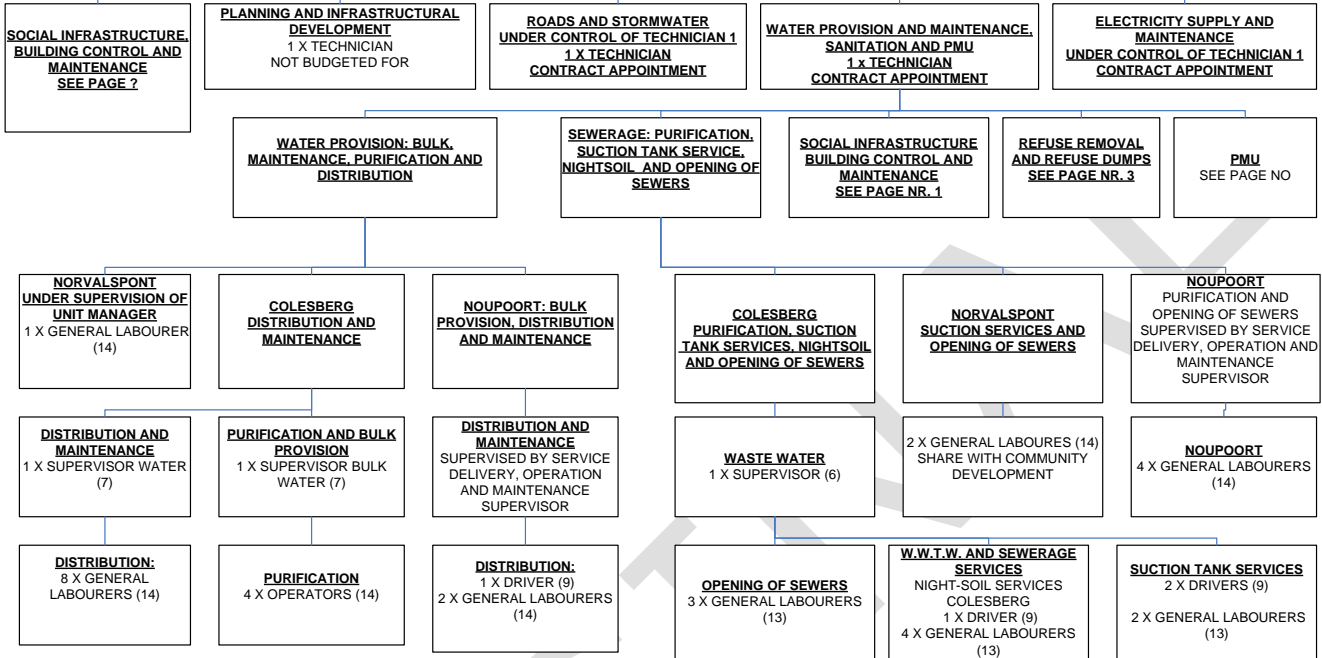 SOCIAL INFRASTRUCTURE,
BUILDING CONTROL AND
MAINTENANCE
SEE PAGE ?
PLANNING AND INFRASTRUCTURAL
DEVELOPMENT
1 X TECHNICIAN
NOT BUDGETED FOR
ROADS AND STORMWATER
UNDER CONTROL OF TECHNICIAN 1
1 X TECHNICIAN
CONTRACT APPOINTMENT
WATER PROVISION AND MAINTENANCE,
SANITATION AND PMU
1 x TECHNICIAN
CONTRACT APPOINTMENT
ELECTRICITY SUPPLY AND
MAINTENANCE
UNDER CONTROL OF TECHNICIAN 1
CONTRACT APPOINTMENT
WATER PROVISION: BULK,
MAINTENANCE, PURIFICATION AND
DISTRIBUTION
SEWERAGE: PURIFICATION,
SUCTION TANK SERVICE,
NIGHTSOIL AND OPENING OF
SEWERS
SOCIAL INFRASTRUCTURE
BUILDING CONTROL AND
MAINTENANCE
SEE PAGE NR. 1
REFUSE REMOVAL
AND REFUSE DUMPS
SEE PAGE NR. 3
PMU
SEE PAGE NO
NORVALSPONT
UNDER SUPERVISION OF
UNIT MANAGER
1 X GENERAL LABOURER
(14)
COLESBERG
DISTRIBUTION AND
MAINTENANCE
NOUPOORT: BULK
PROVISION, DISTRIBUTION
AND MAINTENANCE
COLESBERG
PURIFICATION, SUCTION
TANK SERVICES, NIGHTSOIL
AND OPENING OF SEWERS
NORVALSPONT
SUCTION SERVICES AND
OPENING OF SEWERS
NOUPOORT
PURIFICATION AND
OPENING OF SEWERS
SUPERVISED BY SERVICE
DELIVERY, OPERATION AND
MAINTENANCE
SUPERVISOR
DISTRIBUTION AND
MAINTENANCE
1 X SUPERVISOR WATER
(7)
PURIFICATION AND BULK
PROVISION
1 X SUPERVISOR BULK
WATER (7)
DISTRIBUTION AND
MAINTENANCE
SUPERVISED BY SERVICE
DELIVERY, OPERATION
AND MAINTENANCE
SUPERVISOR
WASTE WATER
1 X SUPERVISOR (6)
2 X GENERAL LABOURES (14)
SHARE WITH COMMUNITY
DEVELOPMENT
NOUPOORT
4 X GENERAL LABOURERS
(14)
DISTRIBUTION:
8 X GENERAL
LABOURERS (14)
PURIFICATION
4 X OPERATORS (14)
DISTRIBUTION:
1 X DRIVER (9)
2 X GENERAL LABOURERS
(14)
OPENING OF SEWERS
3 X GENERAL LABOURERS
(13)
W.W.T.W. AND SEWERAGE
SERVICES
NIGHT-SOIL SERVICES
COLESBERG
1 X DRIVER (9)
4 X GENERAL LABOURERS
(13)
SUCTION TANK SERVICES
2 X DRIVERS (9)
2 X GENERAL LABOURERS
(13)